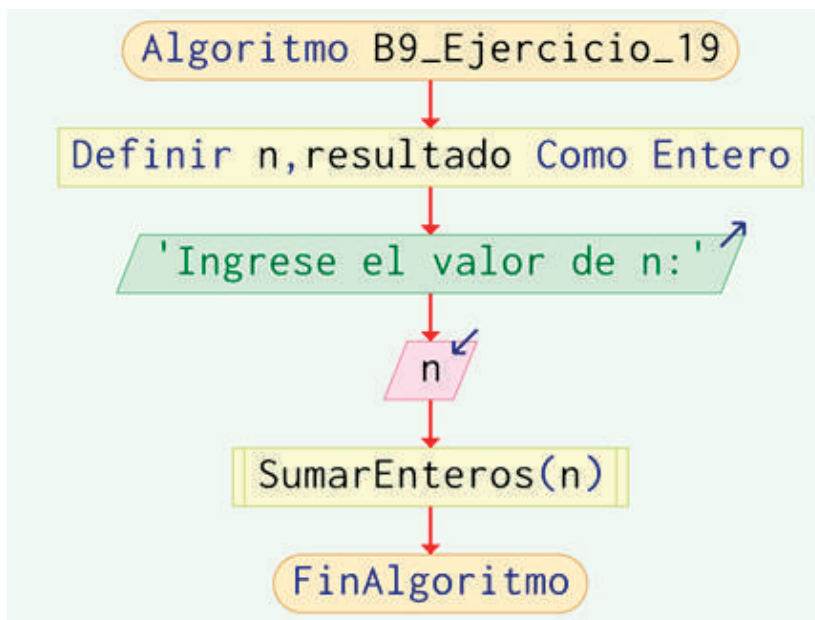 Algoritmo B9_Ejercicio_19
Definir n,resultado Como Entero
'Ingrese el valor de n:'
n
SumarEnteros(n)
FinAlgoritmo